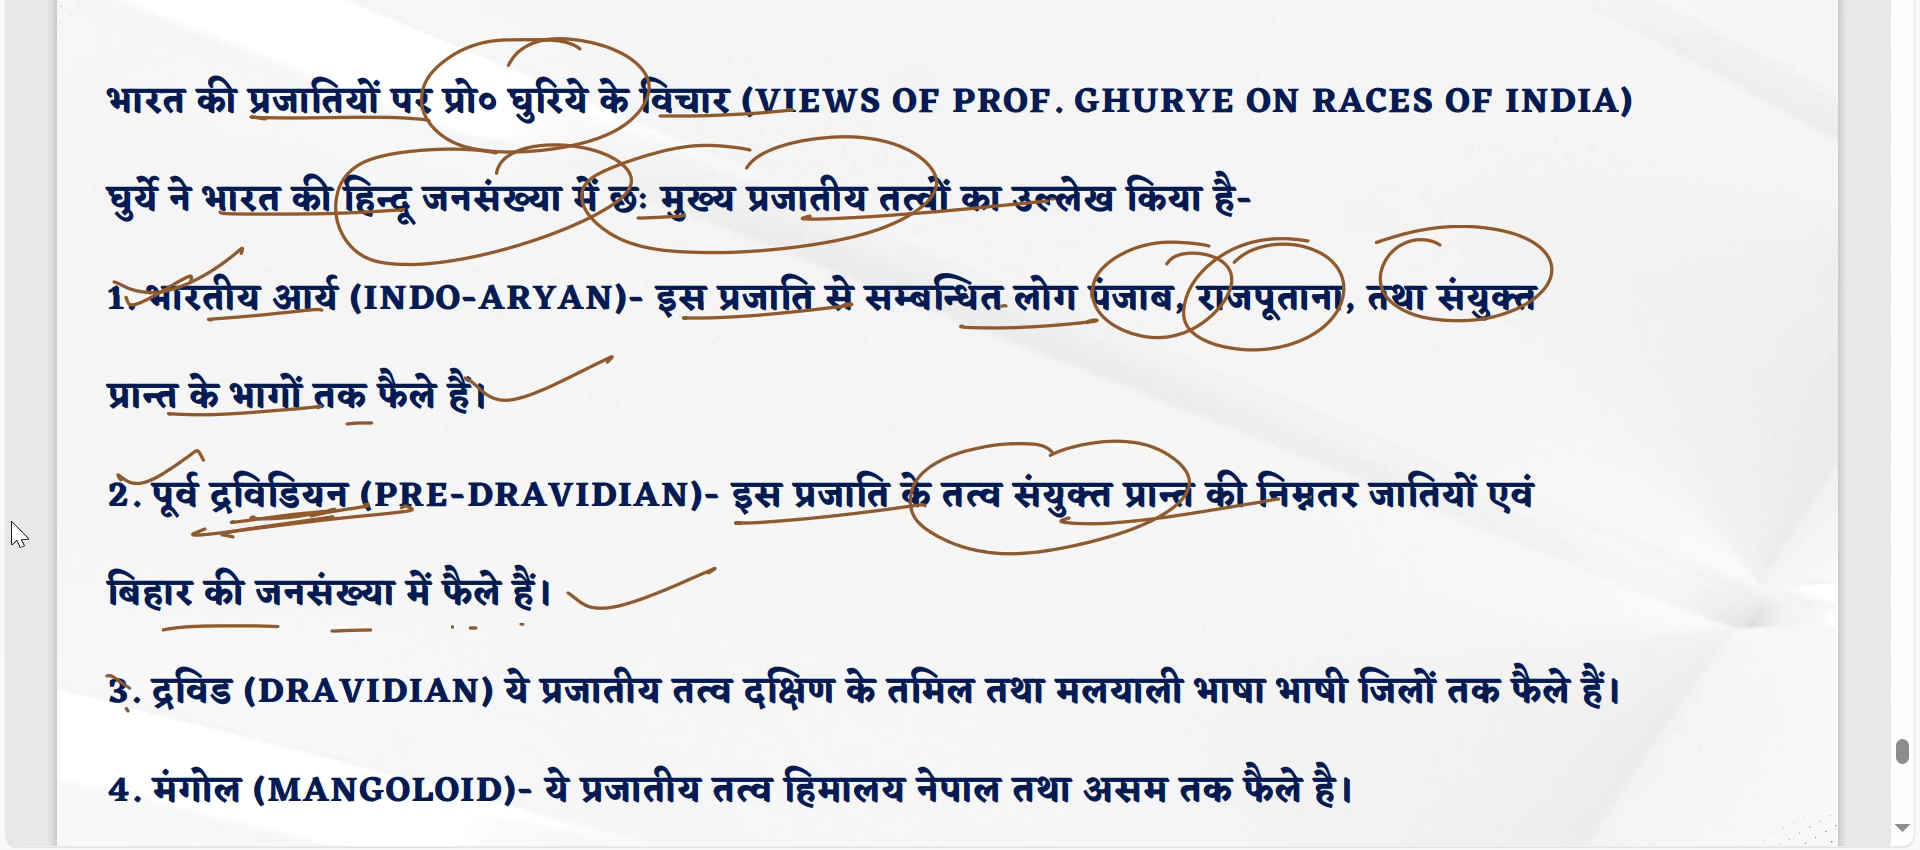 भारत की प्रजातियों पर प्रो० घुरिये के विचार (VIEWS OF PROF. GHURYE ON RACES OF INDIA)
घुर्ये ने भारत की हिन्दू जनसंख्या में छः मुख्य प्रजातीय तत्वों का उल्लेख किया है-
1. भारतीय आर्य (INDO-ARYAN)- इस प्रजाति से सम्बन्धित लोग पंजाब, राजपूताना, तथा संयुक्त
प्रान्त के भागों तक फैले है।
2. पूर्व द्रविडियन (PRE-DRAVIDIAN)- इस प्रजाति के तत्व संयुक्त प्रान्त की निम्नतर जातियों एवं
बिहार की जनसंख्या में फैले हैं।
3. द्रविड (DRAVIDIAN) ये प्रजातीय तत्व दक्षिण के तमिल तथा मलयाली भाषा भाषी जिलों तक फैले हैं।
4. मंगोल (MANGOLOID)- ये प्रजातीय तत्व हिमालय नेपाल तथा असम तक फैले है।